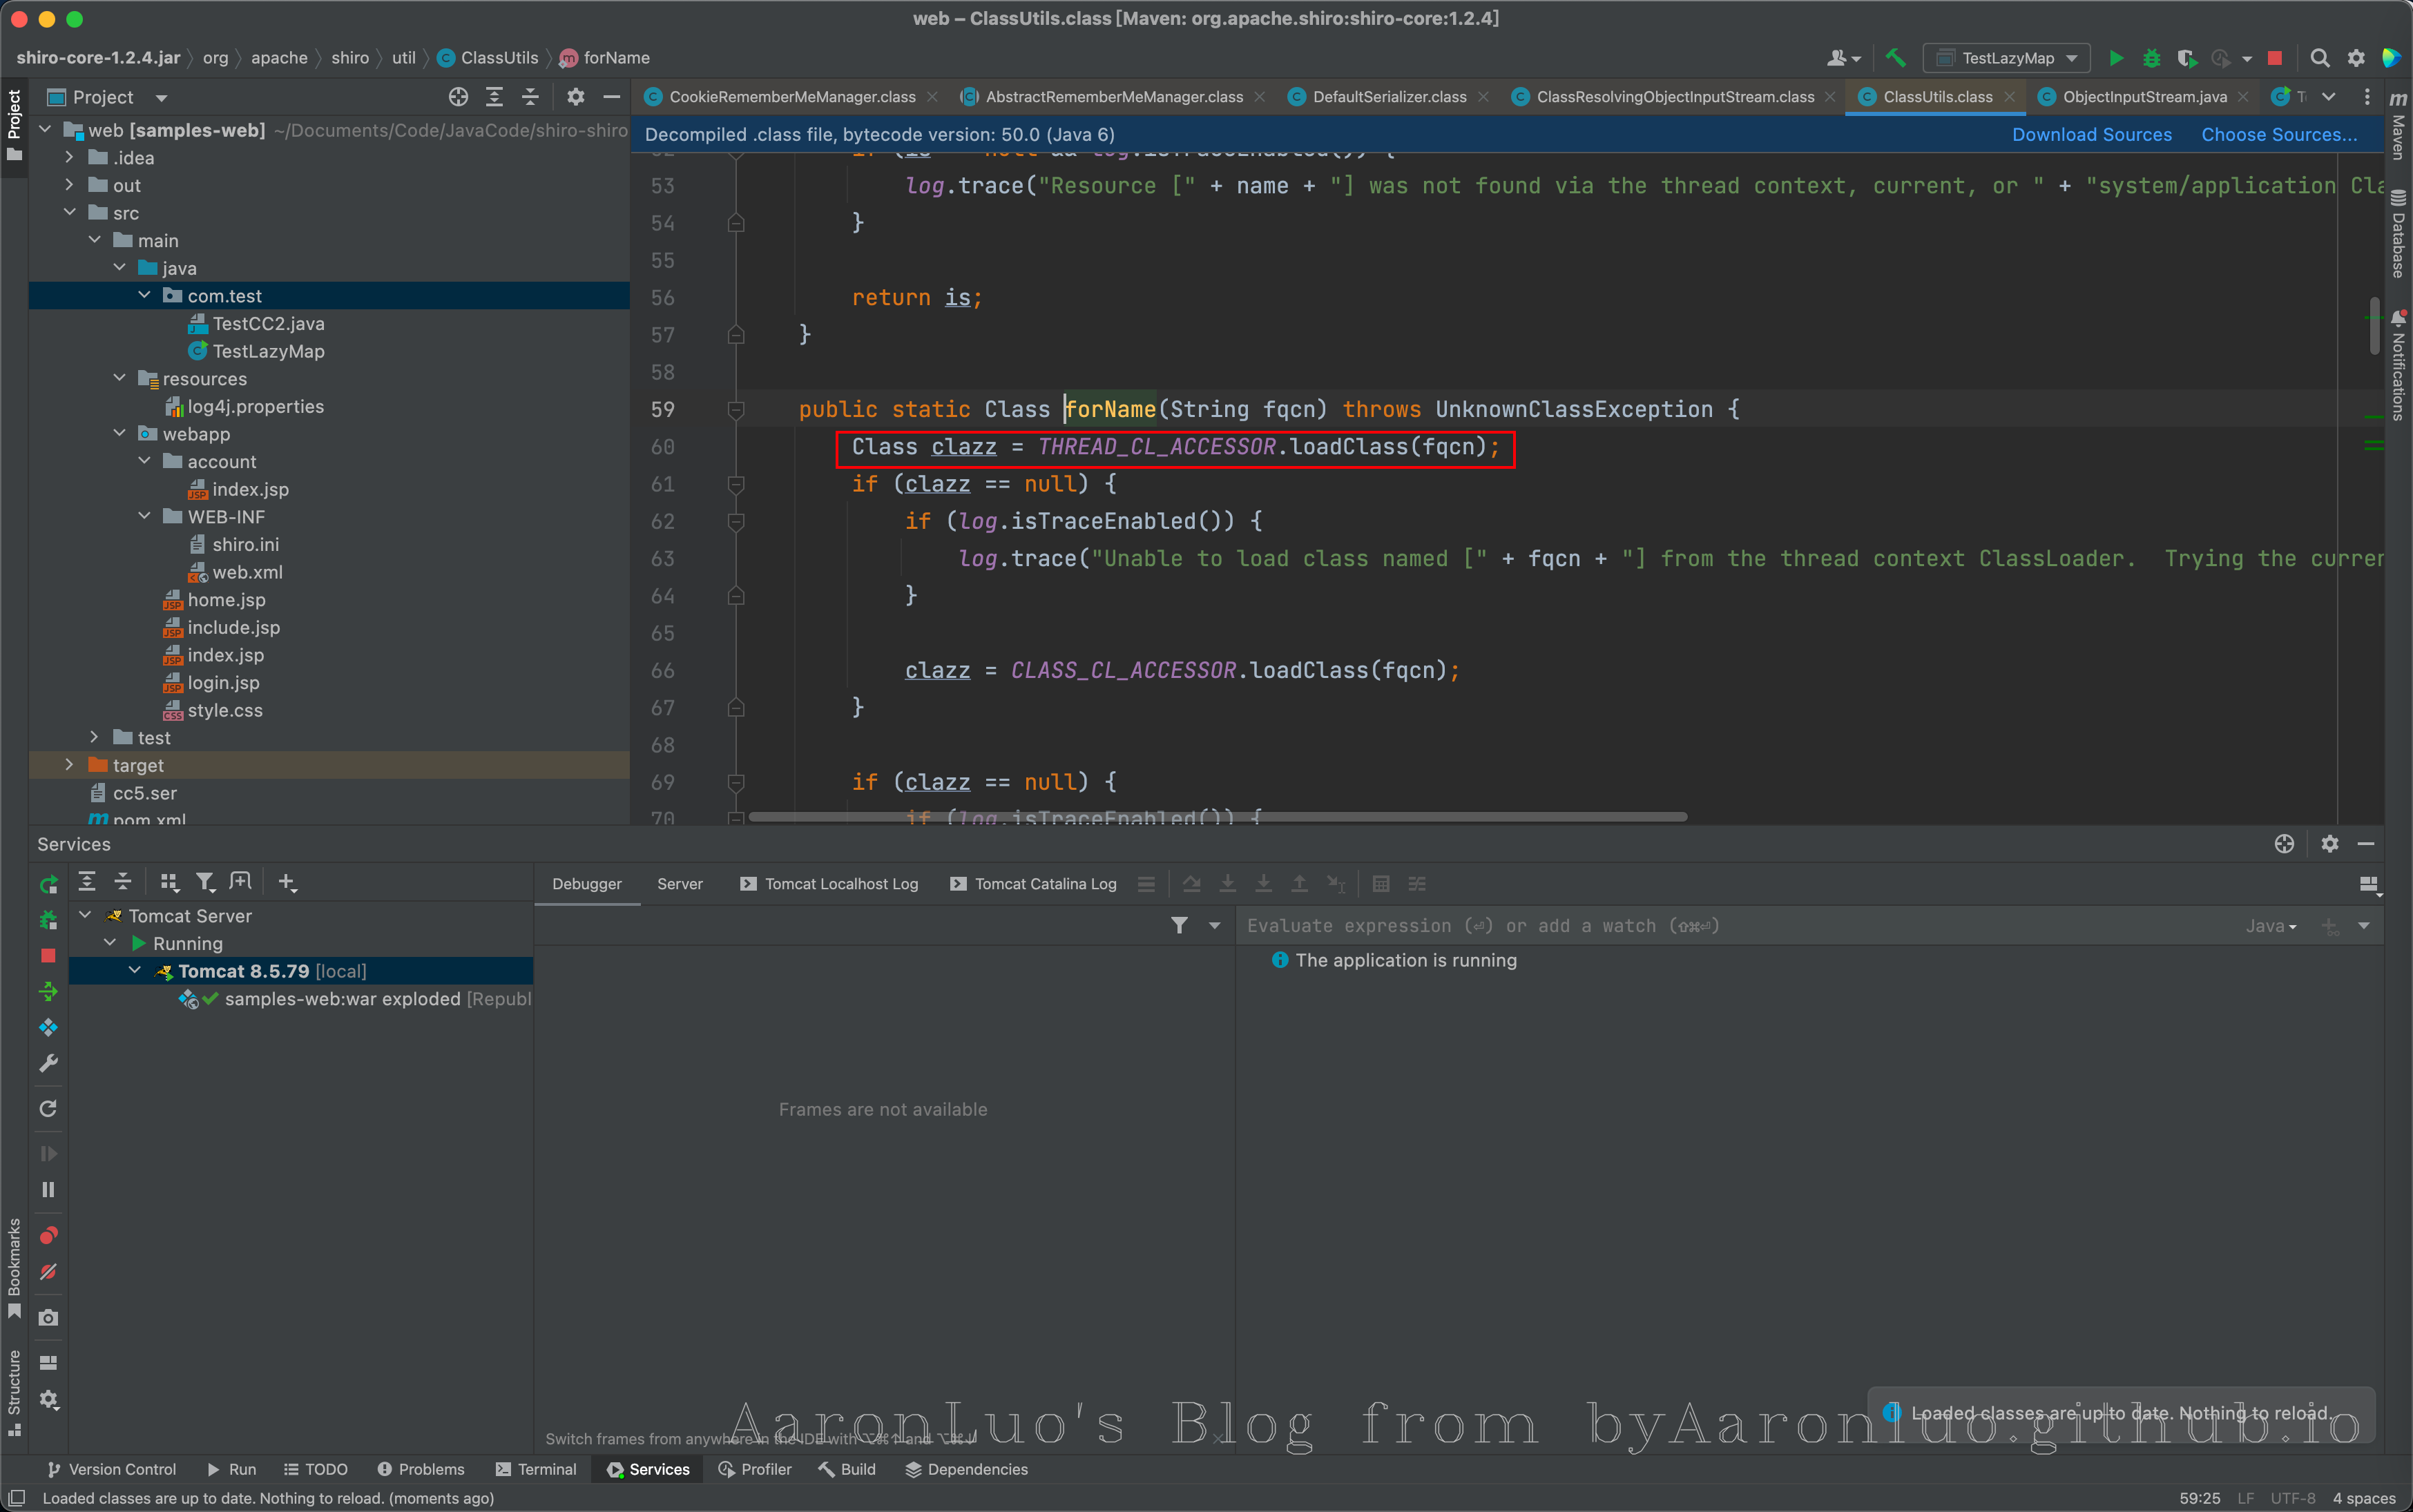 web – ClassUtils.class [Maven: org.apache.shiro:shiro-core:1.2.4]
shiro-core-1.2.4.jar org apache shiro util ClassUtils forName
TestLazyMap
Project
Project
CookieRememberMeManager.class AbstractRememberMeManager.class DefaultSerializer.class ClassResolvingObjectInputStream.class ClassUtils.class ObjectInputStream.java
Decompiled .class file, bytecode version: 50.0 (Java 6) Download Sources Choose Sources...
web [samples-web] ~/Documents/Code/JavaCode/shiro-shiro
.idea
out
src
main
java
com.test
TestCC2.java
TestLazyMap
resources
log4j.properties
webapp
account
index.jsp
WEB-INF
shiro.ini
web.xml
home.jsp
include.jsp
index.jsp
login.jsp
style.css
test
target
cc5.ser
pom.xml
53 log.trace("Resource [" + name + "] was not found via the thread context, current, or " + "system/application Cla
54 }
55
56 return is;
57 }
58
59 public static Class forName(String fqcn) throws UnknownClassException {
60 Class clazz = THREAD_CL_ACCESSOR.loadClass(fqcn);
61 if (clazz == null) {
62 if (log.isTraceEnabled()) {
63 log.trace("Unable to load class named [" + fqcn + "] from the thread context ClassLoader.  Trying the curren
64 }
65
66 clazz = CLASS_CL_ACCESSOR.loadClass(fqcn);
67 }
68
69 if (clazz == null) {
70 if (log.isTraceEnabled()) {
Maven
Database
Notifications
Services
Debugger Server Tomcat Localhost Log Tomcat Catalina Log
Tomcat Server
Running
Tomcat 8.5.79 [local]
samples-web:war exploded [Republ
Evaluate expression (⏎) or add a watch (⇧⌘⏎) Java
The application is running
Frames are not available
Bookmarks
Structure
Switch frames from anywhere in the IDE with ⌥⌘↑ and ⌥⌘↓
AaronLuo's Blog from byAaronluo.github.io
Loaded classes are up to date. Nothing to reload.
Version Control Run TODO Problems Terminal Services Profiler Build Dependencies
Loaded classes are up to date. Nothing to reload. (moments ago) 59:25 LF UTF-8 4 spaces